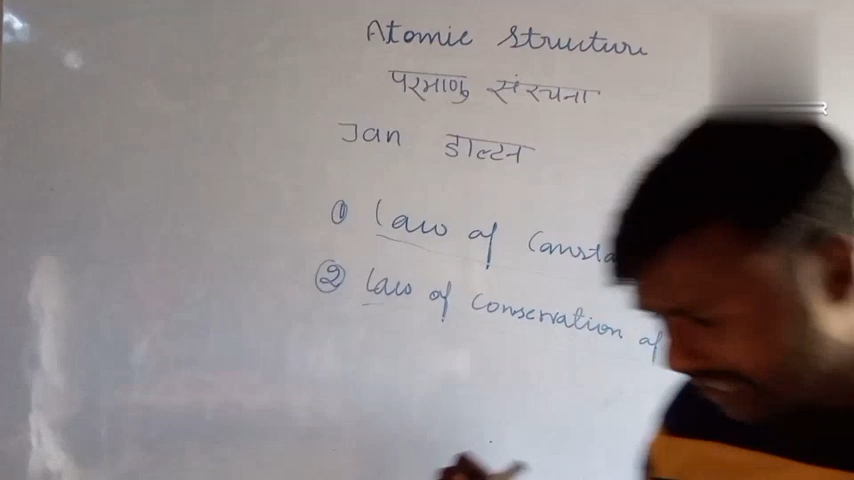 Atomic Structure
परमाणु संरचना
Jan डाल्टन
① Law of Consta
② Law of Conservation of